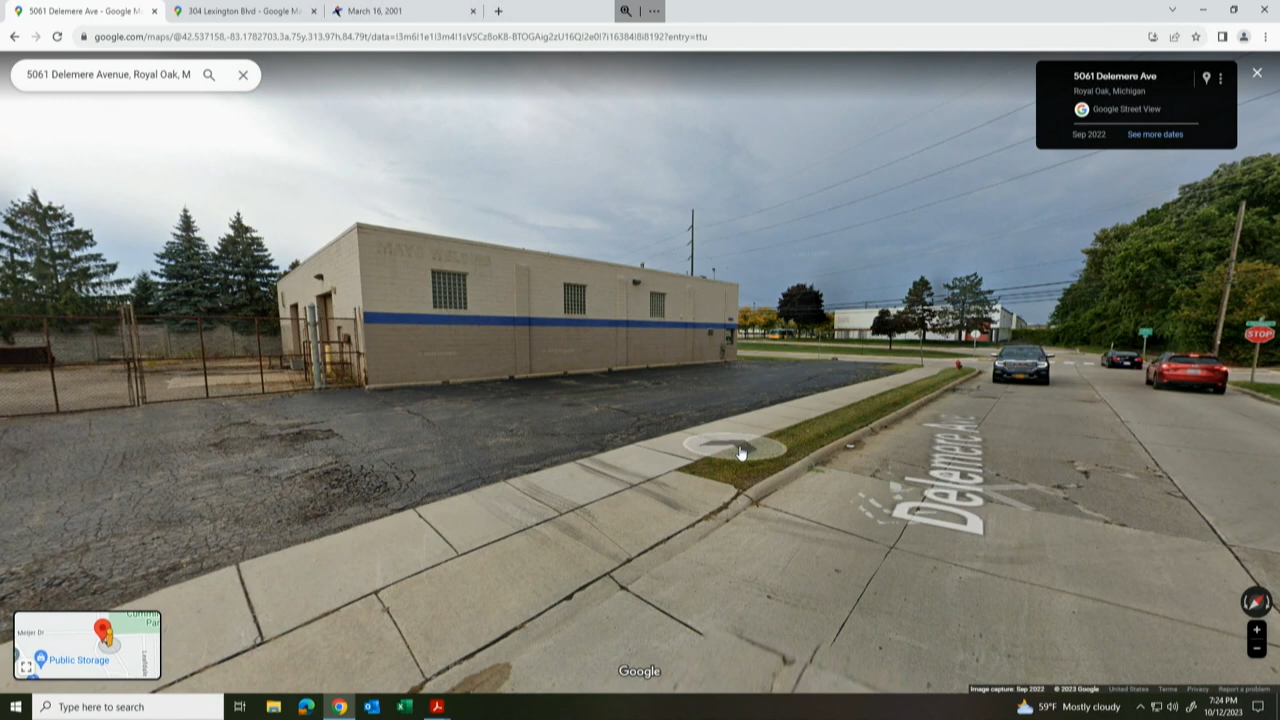 5061 Delemere Ave - Google M
304 Lexington Blvd - Google Ma
March 16, 2001
google.com/maps/@42.537158,-83.1782703,3a,75y,313.97h,84.79t/data=!3m6!1e1!3m4!1sVSCz8oK8-BTOGAig2zU16Q!2e0!7i16384!8i8192?entry=ttu
5061 Delemere Avenue, Royal Oak, M
5061 Delemere Ave
Royal Oak, Michigan
Google Street View
Sep 2022
See more dates
MAYO WELDING
STOP
Delemere Ave
Meijer Dr
Par
Public Storage
Google
Image capture: Sep 2022 © 2023 Google United States Terms Privacy Report a problem
Type here to search
59°F Mostly cloudy
7:24 PM
10/12/2023